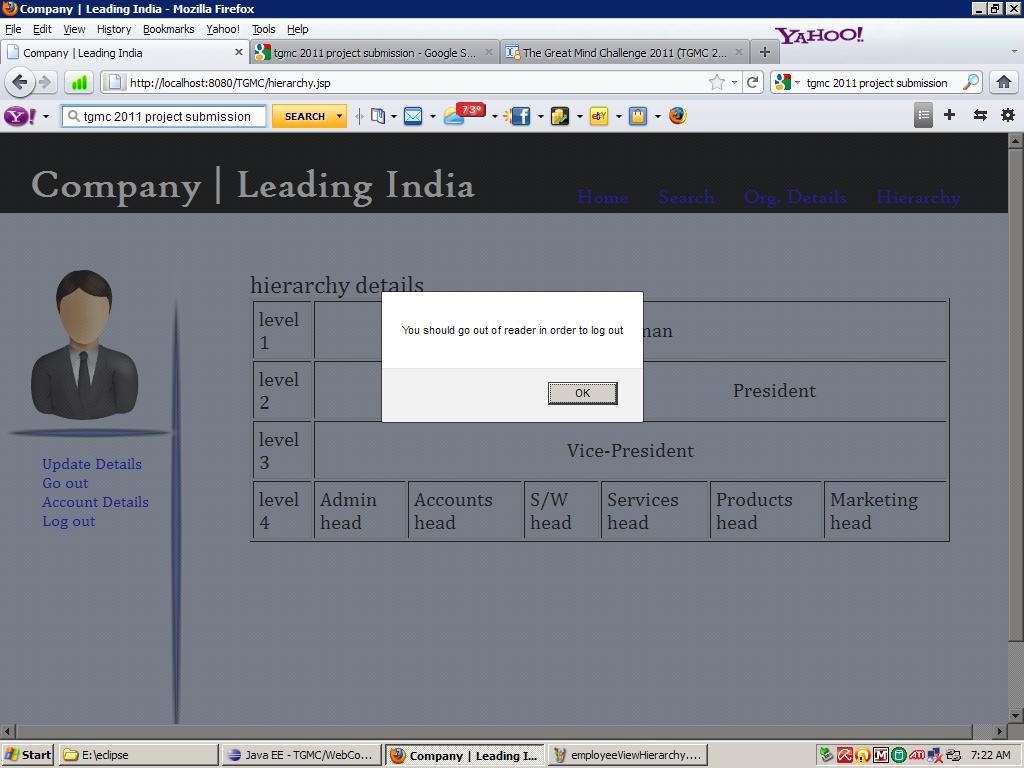 Company | Leading India - Mozilla Firefox
File Edit View History Bookmarks Yahoo! Tools Help
YAHOO!
Company | Leading India
tgmc 2011 project submission - Google S...
The Great Mind Challenge 2011 (TGMC 2...
http://localhost:8080/TGMC/hierarchy.jsp
tgmc 2011 project submission
Y!
tgmc 2011 project submission
SEARCH
73°
ebY
Company | Leading India
Home Search Org. Details Hierarchy
hierarchy details
level 1
man
level 2
President
level 3
Vice-President
level 4
Admin head
Accounts head
S/W head
Services head
Products head
Marketing head
You should go out of reader in order to log out
OK
Update Details
Go out
Account Details
Log out
Start
E:\eclipse
Java EE - TGMC/WebCo...
Company | Leading I...
employeeViewHierarchy....
7:22 AM